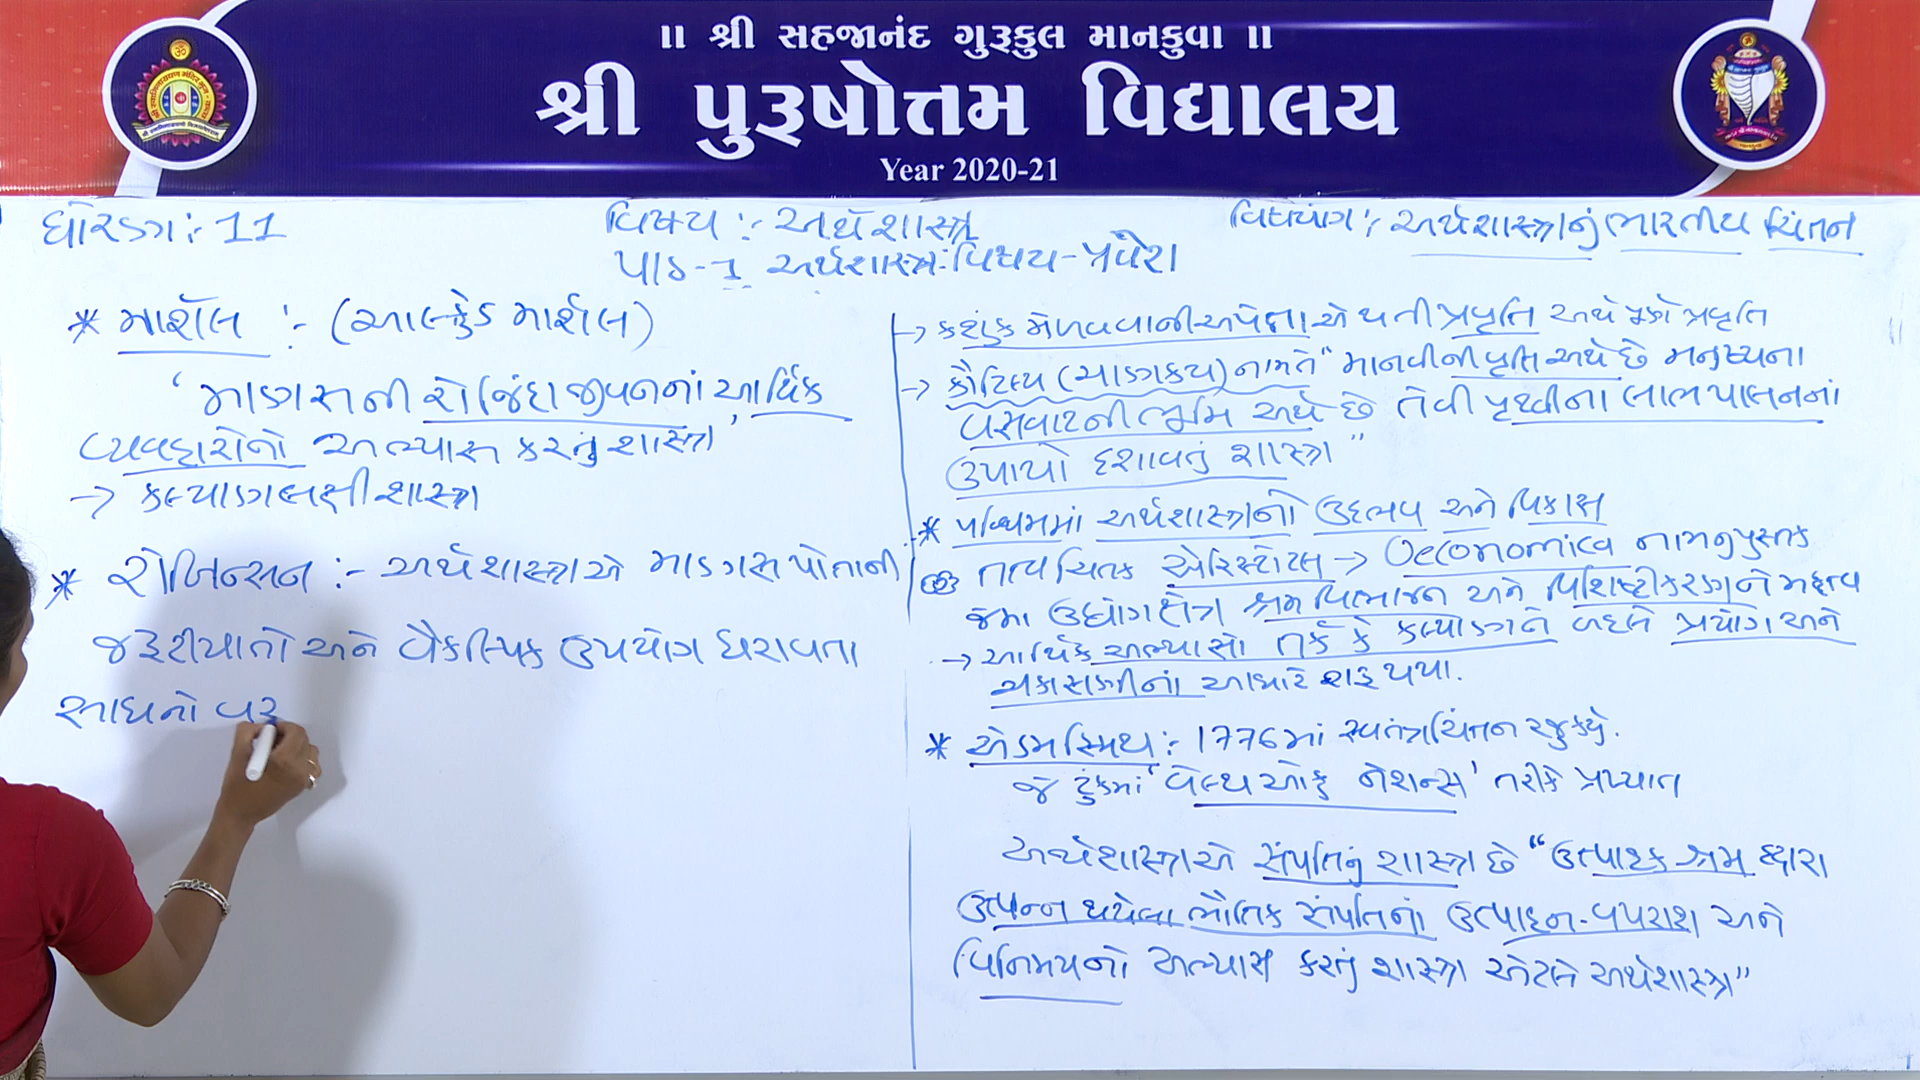 ॥ શ્રી સહજાનંદ ગુરૂકુલ માનકુવા ॥
શ્રી પુરૂષોત્તમ વિદ્યાલય
Year 2020-21
ધોરણ :- 11
વિષય :- અર્થશાસ્ત્ર
પાઠ-1 અર્થશાસ્ત્ર:વિષય-પ્રવેશ
વિષયાંગ :- અર્થશાસ્ત્રનું ભારતીય ચિંતન
* માર્શલ :- (આલ્ફ્રેડ માર્શલ)
'માણસની રોજિંદા જીવનનાં આર્થિક
વ્યવહારોનો અભ્યાસ કરતું શાસ્ત્ર'
→ કલ્યાણલક્ષી શાસ્ત્ર
* રોબિન્સન :- અર્થશાસ્ત્ર એ માણસ પોતાની
જરૂરીયાતો અને વૈકલ્પિક ઉપયોગ ધરાવતા
સાધનો વચ
→ કશુંક મેળવવાની અપેક્ષા એ થતી પ્રવૃત્તિ અર્થ પ્રવૃત્તિ
→ કૌટિલ્ય (ચાણક્ય) ના મતે "માનવીની વૃત્તિ અર્થ છે મનુષ્યના
વસવાટની ભૂમિ અર્થ છે તેવી પૃથ્વીના લાભ પાલનનાં
ઉપાયો દર્શાવતું શાસ્ત્ર"
* પશ્ચિમમાં અર્થશાસ્ત્રનો ઉદ્દભવ અને વિકાસ
તત્વચિંતક એરિસ્ટોટલ → Oeconomica નામનુ પુસ્તક
જેમા ઉદ્યોગક્ષેત્ર શ્રમ વિભાજન અને વિશિષ્ટીકરણને મહત્વ
→ આર્થિક અભ્યાસો તર્ક કે કલ્પોને બદલે પ્રયોગ અને
ચકાસણીનાં આધારે શરૂ થયા.
* એડમ સ્મિથ :- 1776માં સ્વતંત્ર ચિંતન રજુ કર્યુ.
જે ટુંકમાં 'વેલ્થ ઓફ નેશન્સ' તરીકે પ્રખ્યાત
અર્થશાસ્ત્ર એ સંપત્તિનું શાસ્ત્ર છે "ઉત્પાદક શ્રમ દ્વારા
ઉત્પન્ન થયેલા ભૌતિક સંપત્તિનાં ઉત્પાદન-વપરાશ અને
વિનિમયનો અભ્યાસ કરતું શાસ્ત્ર એટલે અર્થશાસ્ત્ર"